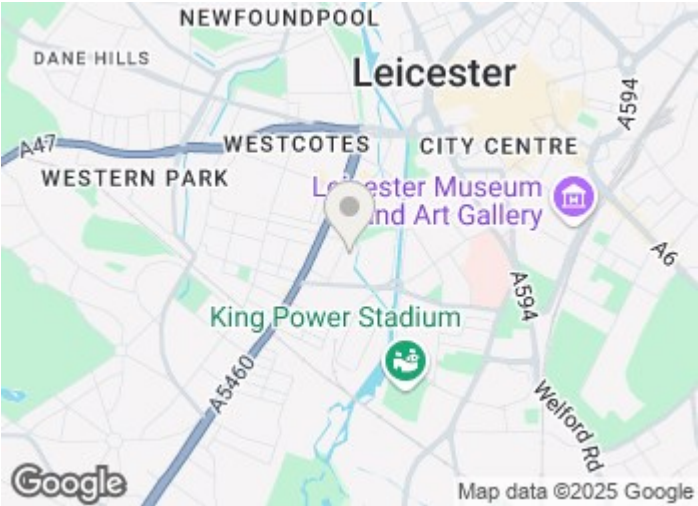 NEWFOUNDPOOL
DANE HILLS
Leicester
A594
A47
WESTCOTES
CITY CENTRE
WESTERN PARK
Leicester Museum
and Art Gallery
A6
A594
King Power Stadium
A5460
Welford Rd
Google
Map data ©2025 Google